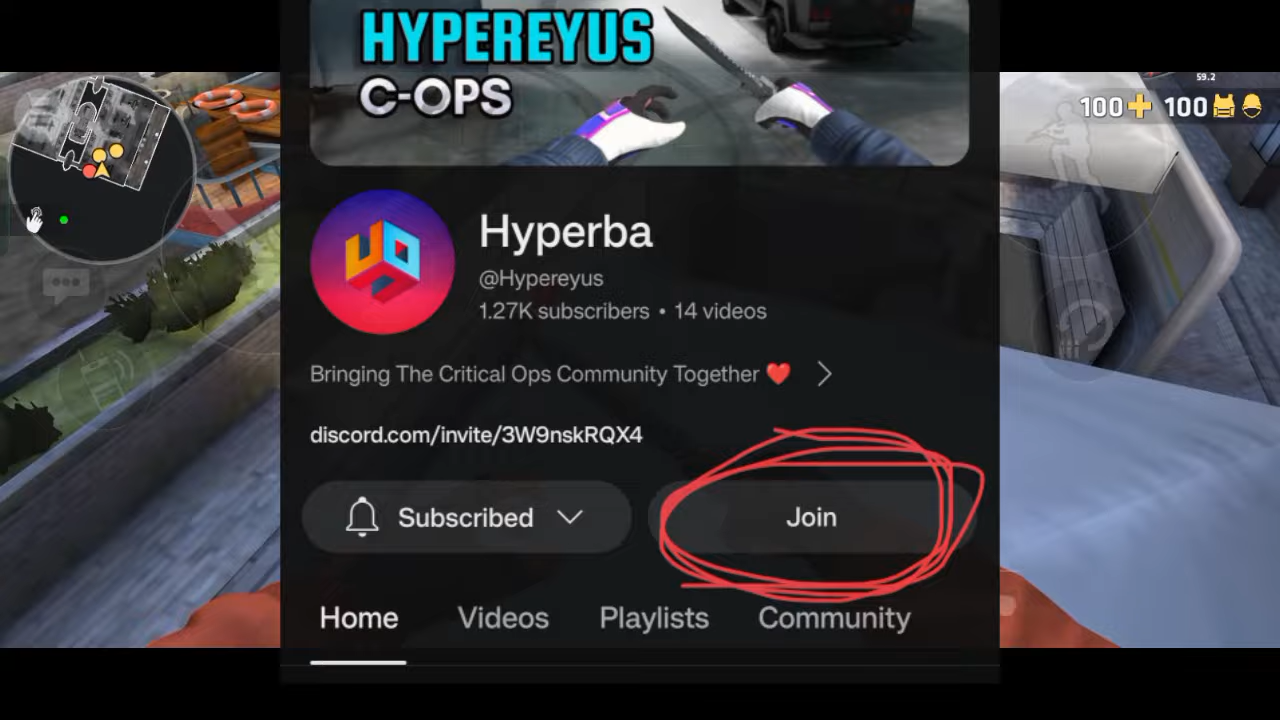 HYPEREYUS
C-OPS
59.2
100 100
Hyperba
@Hypereyus
1.27K subscribers • 14 videos
Bringing The Critical Ops Community Together ❤️
discord.com/invite/3W9nskRQX4
Subscribed
Join
Home Videos Playlists Community